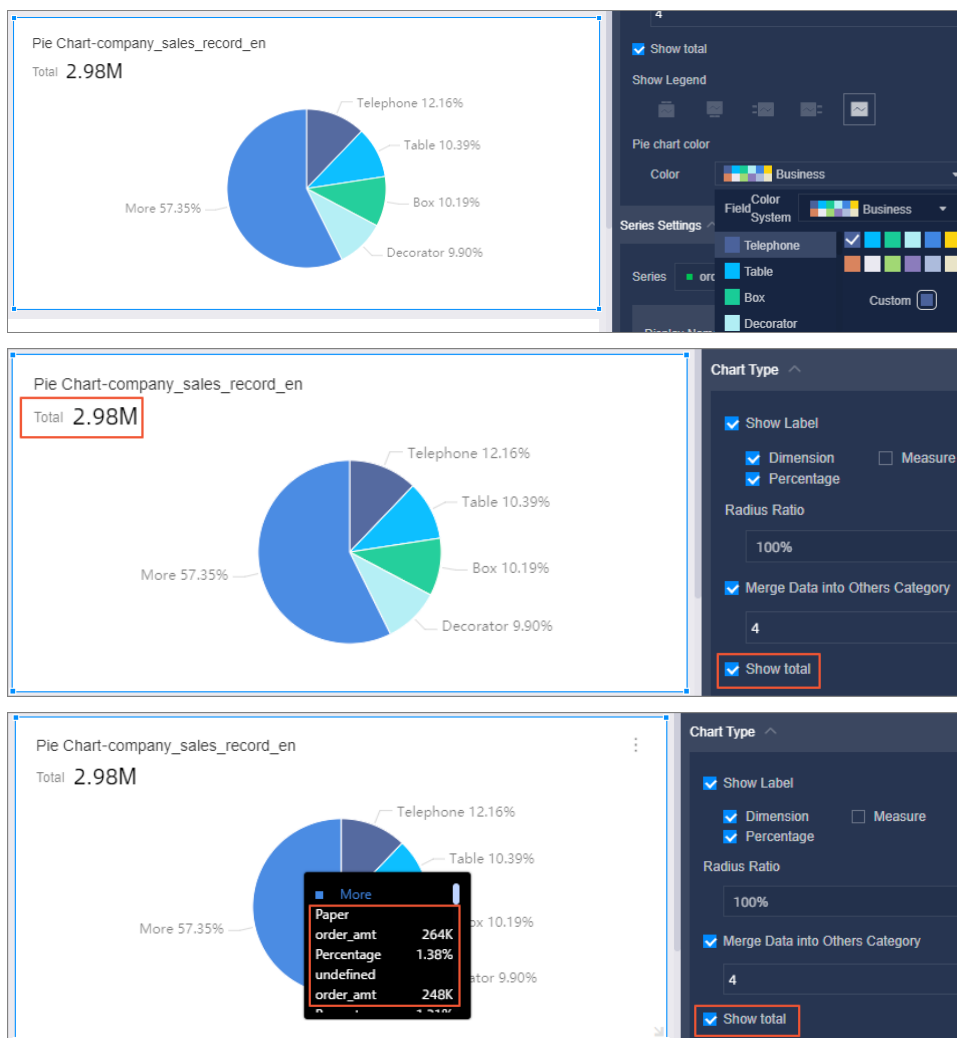 Pie Chart-company_sales_record_en
Total 2.98M
Telephone 12.16%
Table 10.39%
Box 10.19%
Decorator 9.90%
More 57.35%
4
Show total
Show Legend
Pie chart color
Color Business
Field Color System Business
Series Settings
Telephone
Table
Series
Box
Custom
Decorator
Pie Chart-company_sales_record_en
Total 2.98M
Telephone 12.16%
Table 10.39%
Box 10.19%
More 57.35%
Decorator 9.90%
Chart Type
Show Label
Dimension Measure
Percentage
Radius Ratio
100%
Merge Data into Others Category
4
Show total
Pie Chart-company_sales_record_en
Total 2.98M
Telephone 12.16%
Table 10.39%
More 57.35%
ox 10.19%
ator 9.90%
More
Paper
order_amt 264K
Percentage 1.38%
undefined
order_amt 248K
Chart Type
Show Label
Dimension Measure
Percentage
Radius Ratio
100%
Merge Data into Others Category
4
Show total